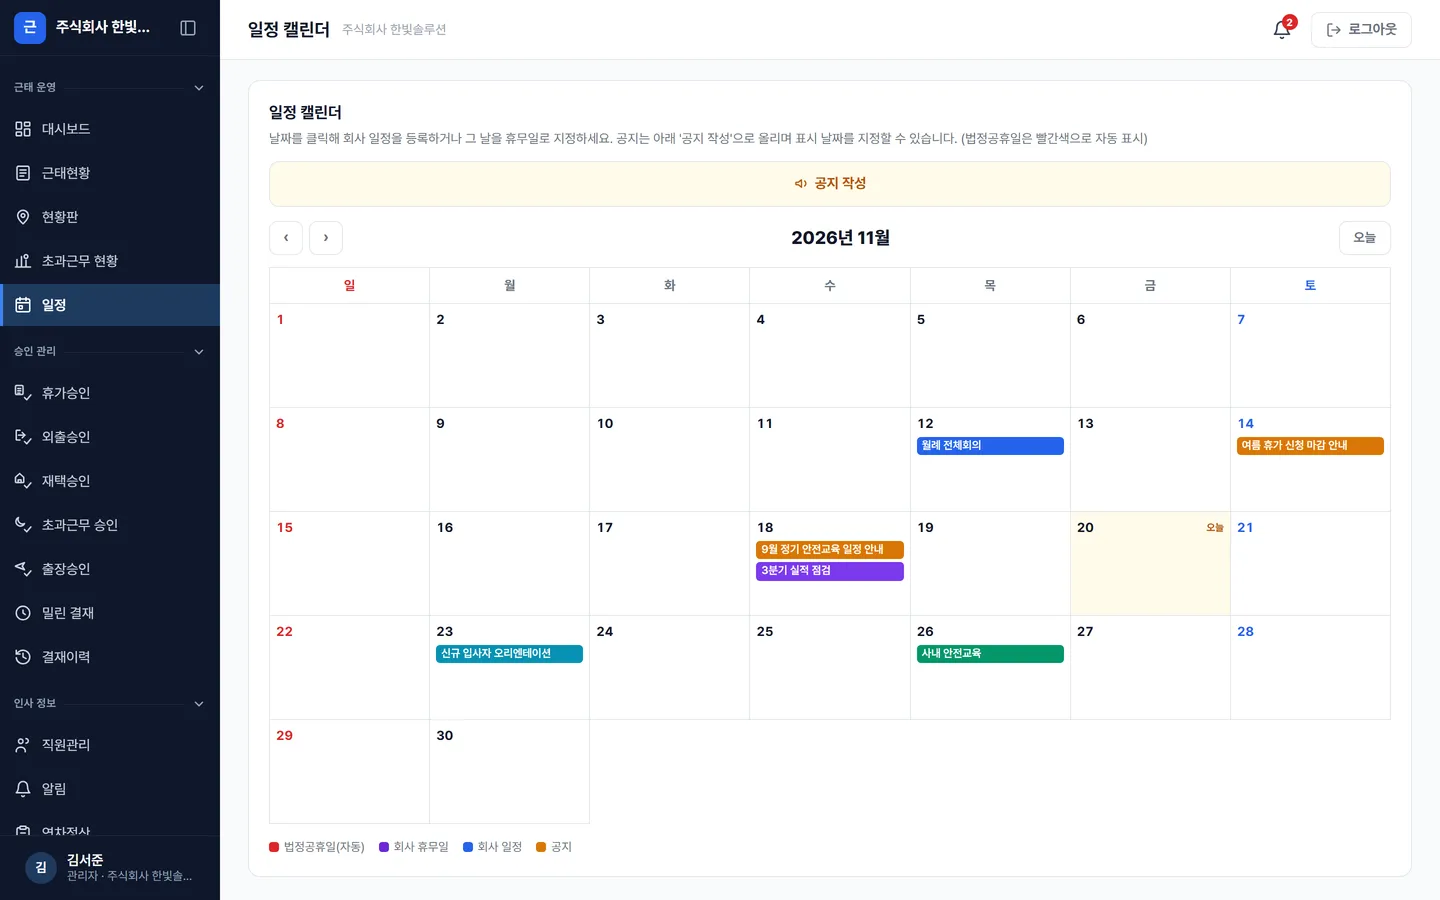 근 주식회사 한빛...
근태 운영
대시보드
근태현황
현황판
초과근무 현황
일정
승인 관리
휴가승인
외출승인
재택승인
초과근무 승인
출장승인
밀린 결재
결재이력
인사 정보
직원관리
알림
연차정산
김 김서준
관리자 · 주식회사 한빛솔...
일정 캘린더 주식회사 한빛솔루션
2
로그아웃
일정 캘린더
날짜를 클릭해 회사 일정을 등록하거나 그 날을 휴무일로 지정하세요. 공지는 아래 '공지 작성'으로 올리며 표시 날짜를 지정할 수 있습니다. (법정공휴일은 빨간색으로 자동 표시)
공지 작성
‹ › 2026년 11월 오늘
일 월 화 수 목 금 토
1 2 3 4 5 6 7
8 9 10 11 12 13 14
월례 전체회의 여름 휴가 신청 마감 안내
15 16 17 18 19 20 오늘 21
9월 정기 안전교육 일정 안내
3분기 실적 점검
22 23 24 25 26 27 28
신규 입사자 오리엔테이션 사내 안전교육
29 30
법정공휴일(자동) 회사 휴무일 회사 일정 공지